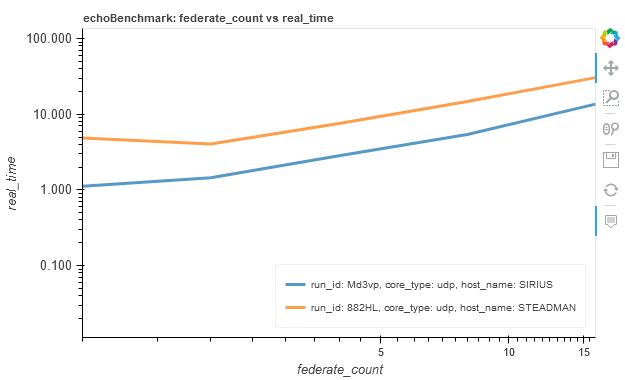 echoBenchmark: federate_count vs real_time
100.000
10.000
1.000
0.100
real_time
run_id: Md3vp, core_type: udp, host_name: SIRIUS
run_id: 882HL, core_type: udp, host_name: STEADMAN
5
10
15
federate_count